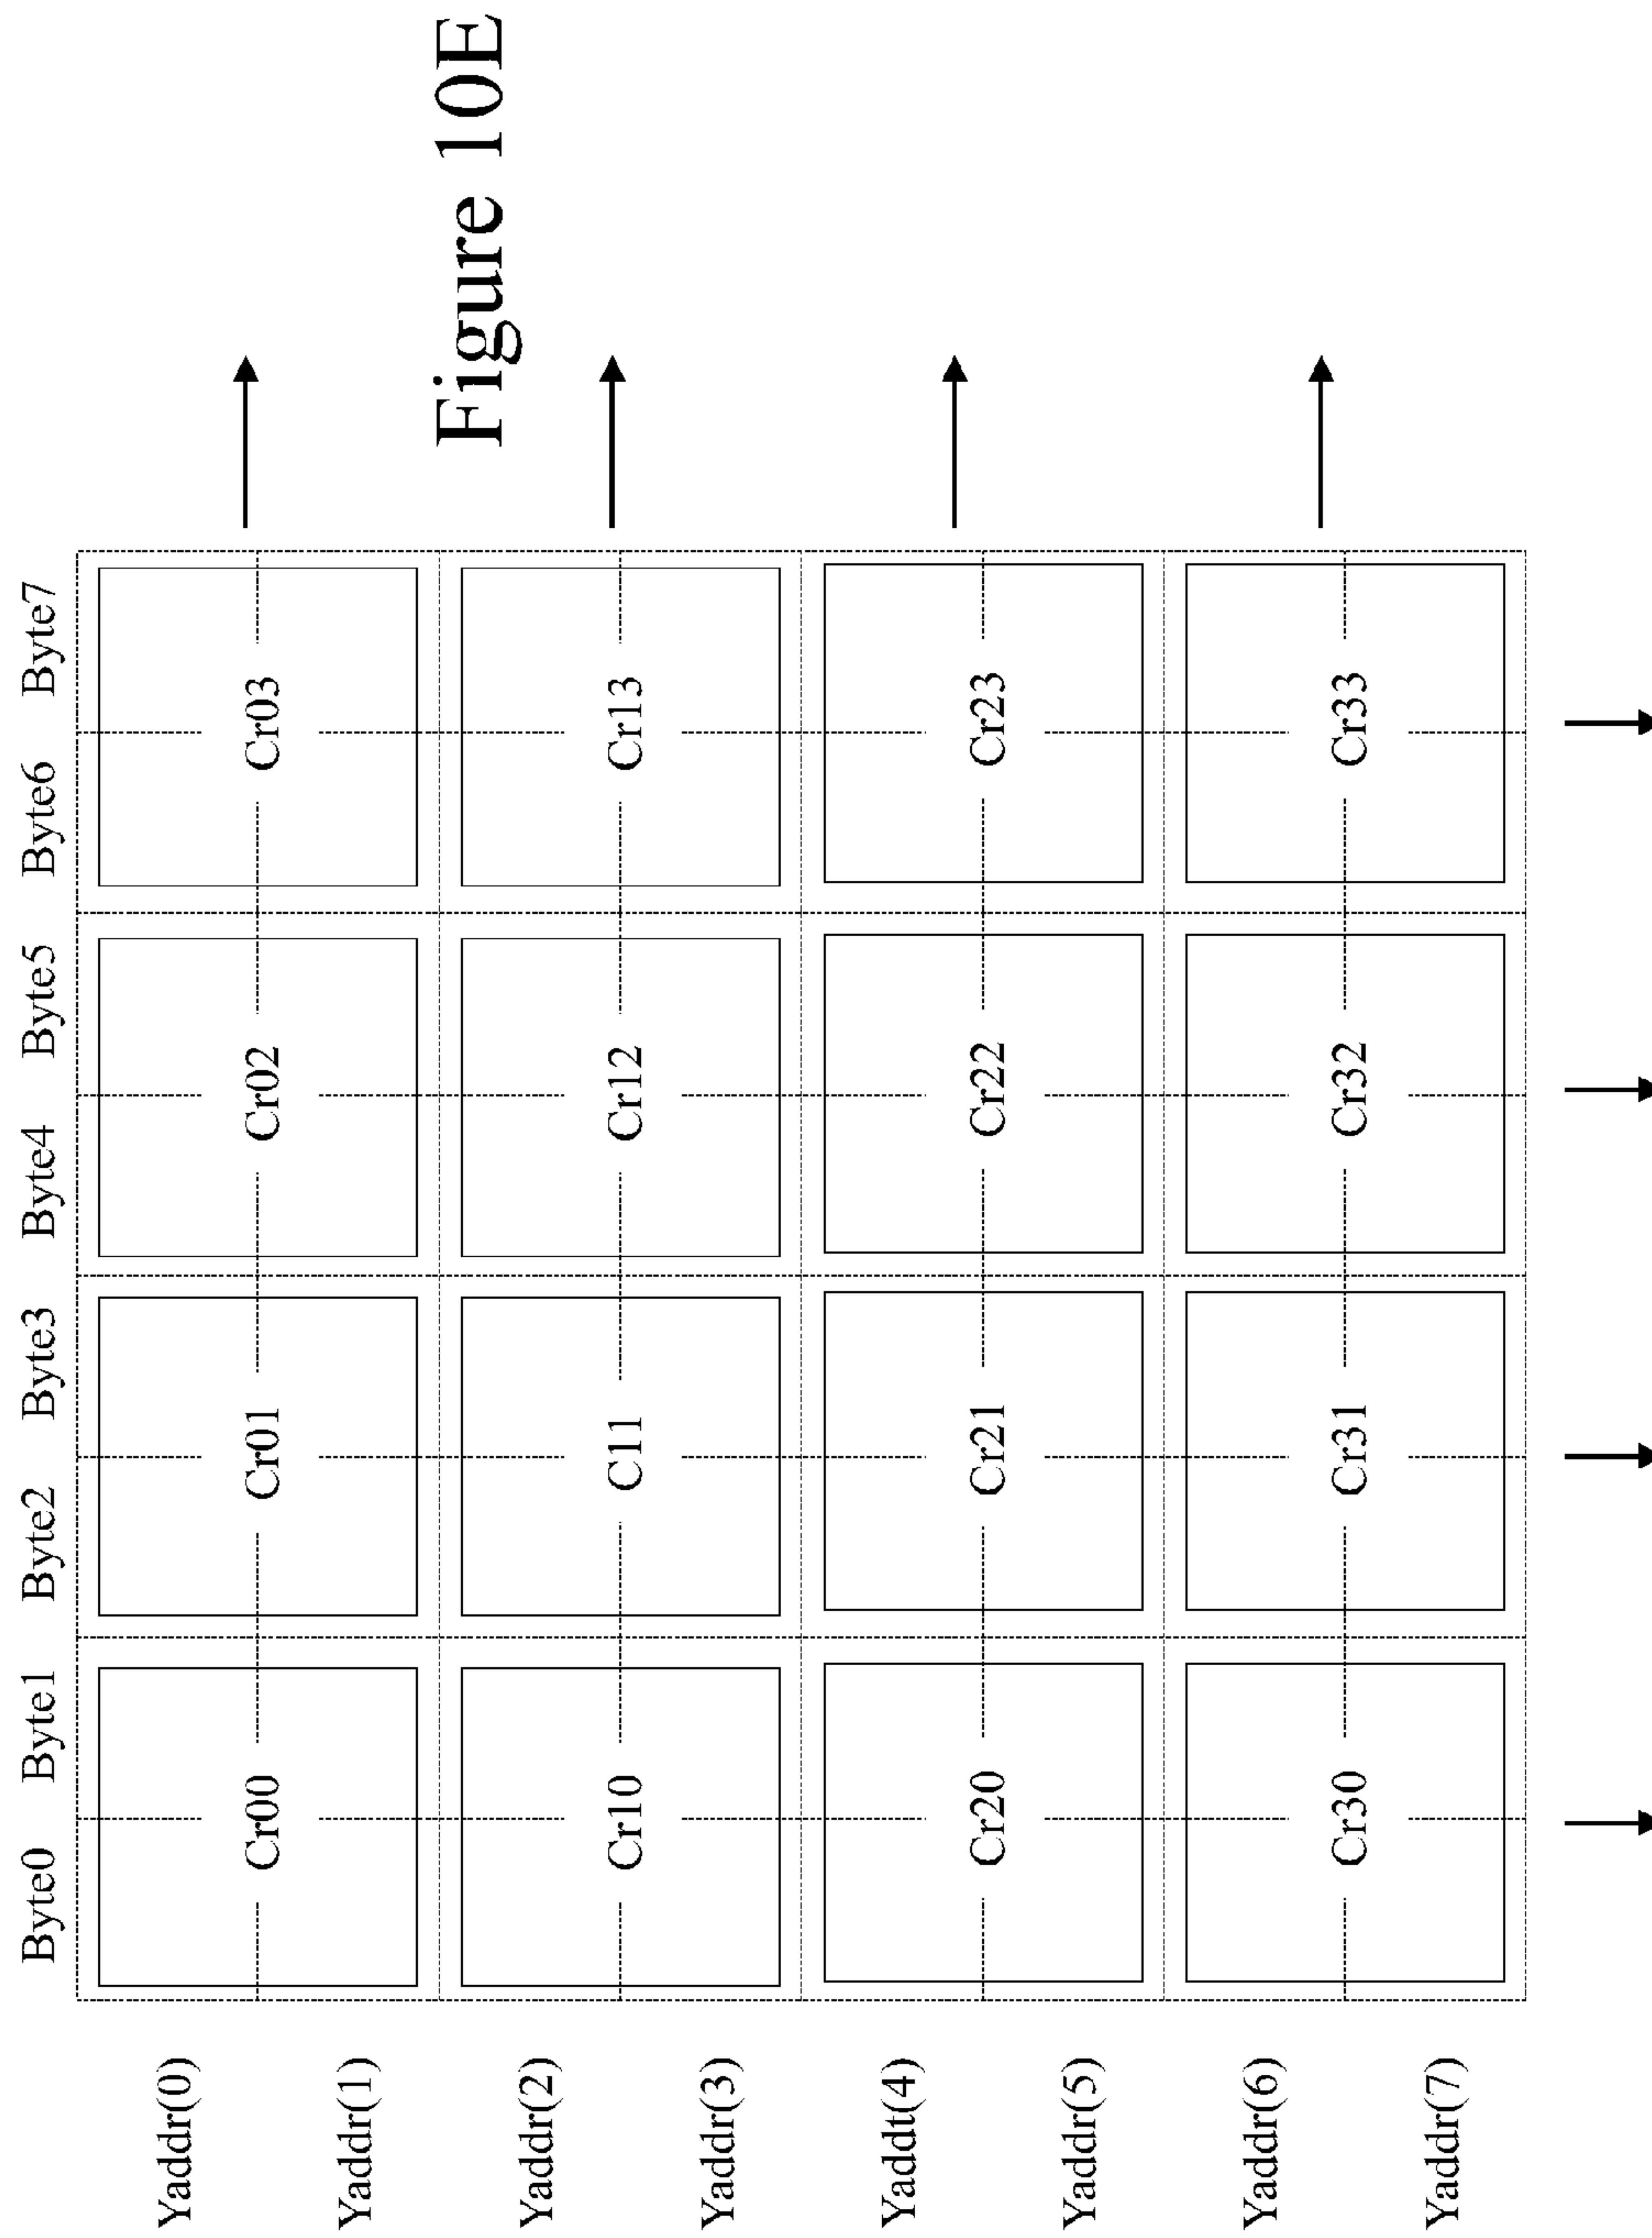 Byte0 Byte1 Byte2 Byte3 Byte4 Byte5 Byte6 Byte7
Yaddr(0)
Cr00 Cr01 Cr02 Cr03
Yaddr(1)
Yaddr(2)
Cr10 C11 Cr12 Cr13
Yaddr(3)
Yaddt(4)
Cr20 Cr21 Cr22 Cr23
Yaddr(5)
Yaddr(6)
Cr30 Cr31 Cr32 Cr33
Yaddr(7)
Figure 10E